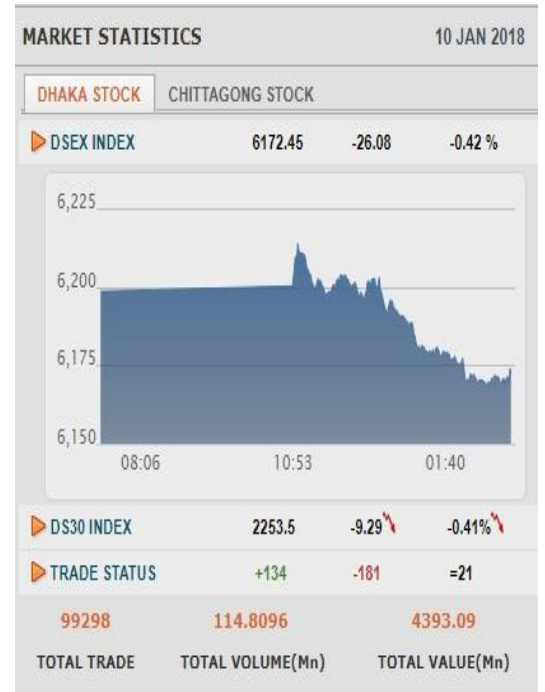 MARKET STATISTICS 10 JAN 2018
DHAKA STOCK CHITTAGONG STOCK
DSEX INDEX 6172.45 -26.08 -0.42 %
6,225
6,200
6,175
6,150
08:06 10:53 01:40
DS30 INDEX 2253.5 -9.29 -0.41%
TRADE STATUS +134 -181 =21
99298 114.8096 4393.09
TOTAL TRADE TOTAL VOLUME(Mn) TOTAL VALUE(Mn)